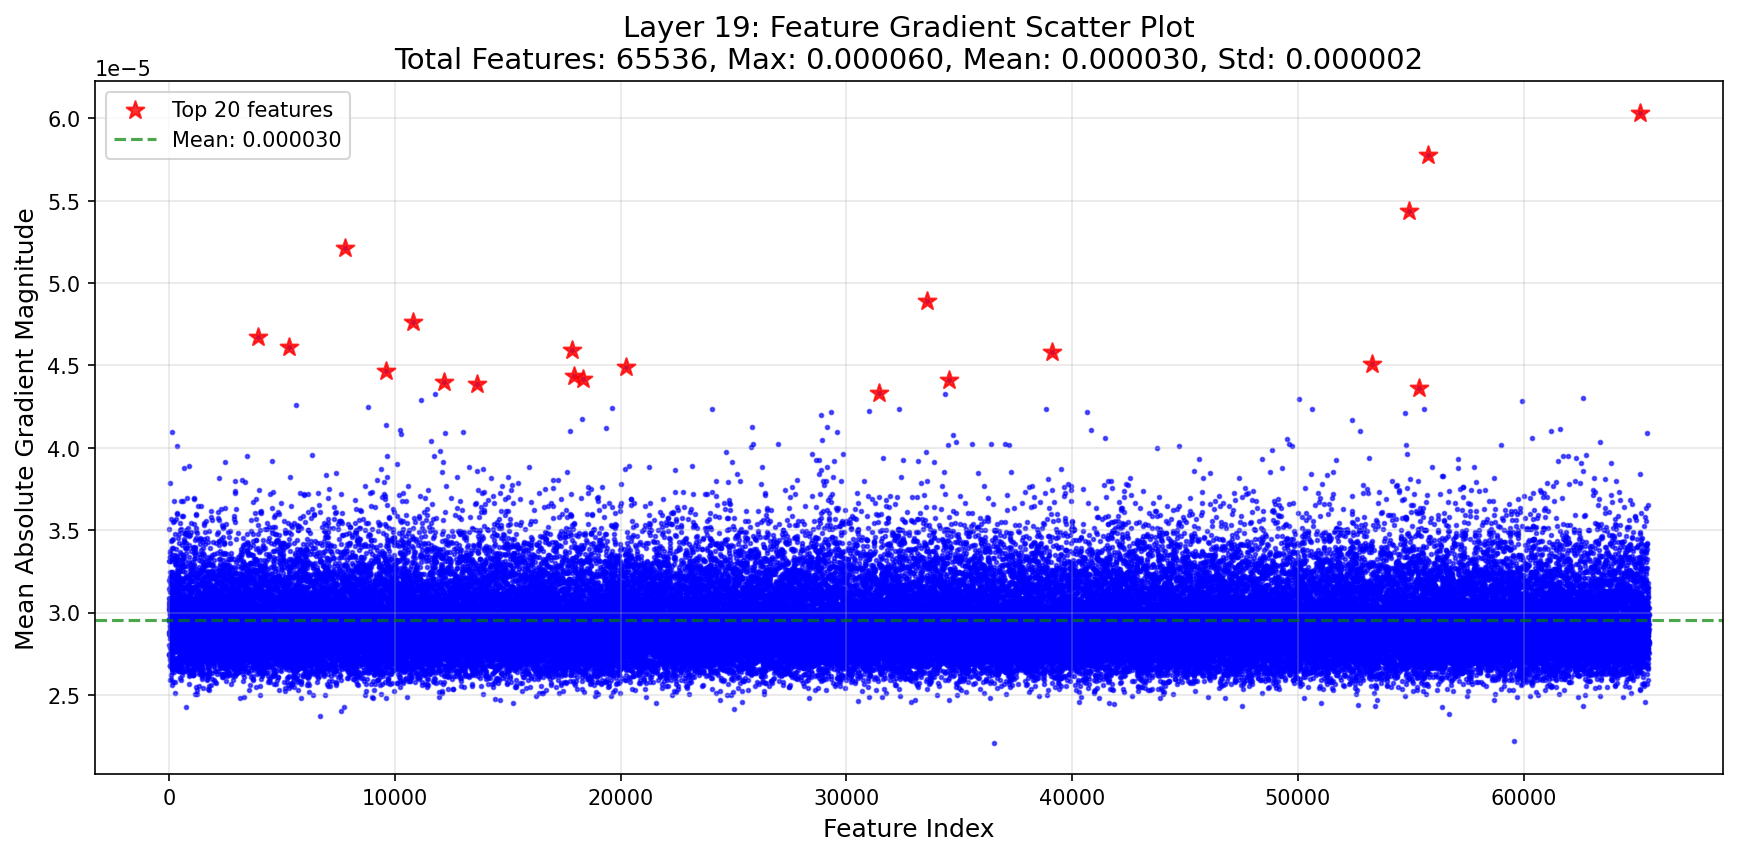 Layer 19: Feature Gradient Scatter Plot
Total Features: 65536, Max: 0.000060, Mean: 0.000030, Std: 0.000002
1e−5
Top 20 features
Mean: 0.000030
Mean Absolute Gradient Magnitude
6.0
5.5
5.0
4.5
4.0
3.5
3.0
2.5
0 10000 20000 30000 40000 50000 60000
Feature Index